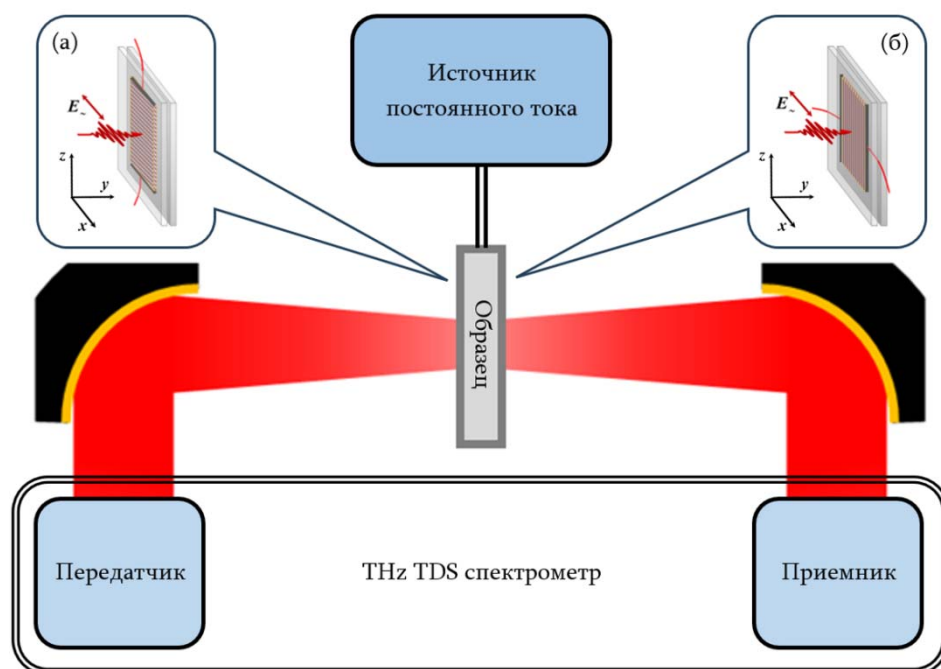 (а)
E~
z
y
x
Источник
постоянного тока
(б)
E~
z
y
x
Образец
Передатчик
THz TDS спектрометр
Приемник